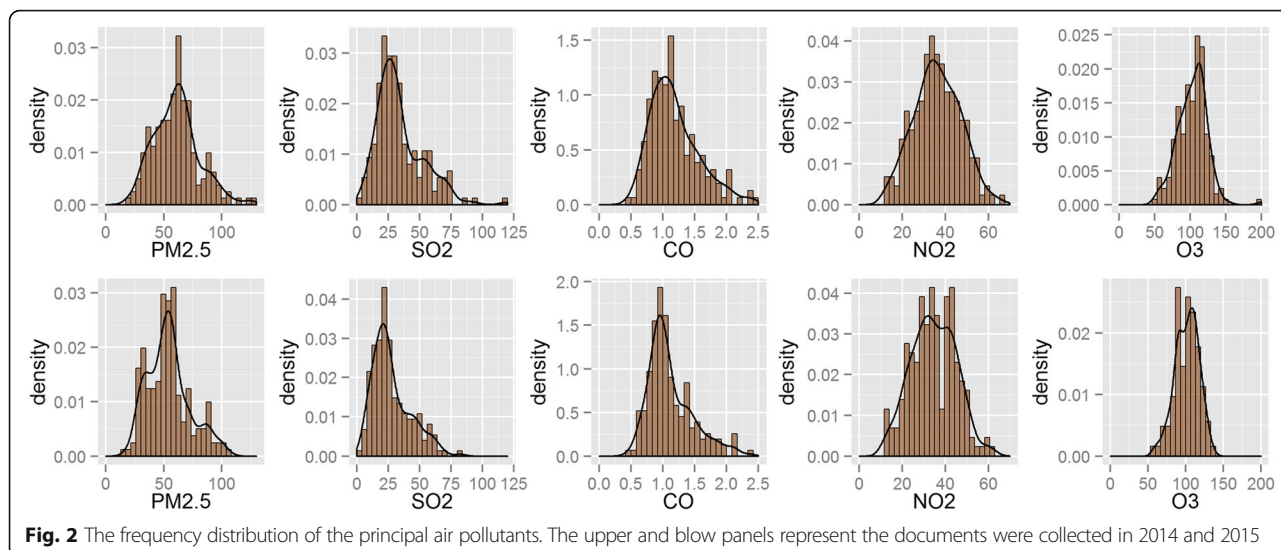 0.03
0.02
0.01
0.00
density
0 50 100
PM2.5
0.03
0.02
0.01
0.00
density
0 25 50 75 100 125
SO2
1.5
1.0
0.5
0.0
density
0.0 0.5 1.0 1.5 2.0 2.5
CO
0.04
0.03
0.02
0.01
0.00
density
0 20 40 60
NO2
0.025
0.020
0.015
0.010
0.005
0.000
density
0 50 100 150 200
O3
0.03
0.02
0.01
0.00
density
0 50 100
PM2.5
0.04
0.03
0.02
0.01
0.00
density
0 25 50 75 100 125
SO2
2.0
1.5
1.0
0.5
0.0
density
0.0 0.5 1.0 1.5 2.0 2.5
CO
0.04
0.03
0.02
0.01
0.00
density
0 20 40 60
NO2
0.02
0.01
0.00
density
0 50 100 150 200
O3
Fig. 2 The frequency distribution of the principal air pollutants. The upper and blow panels represent the documents were collected in 2014 and 2015